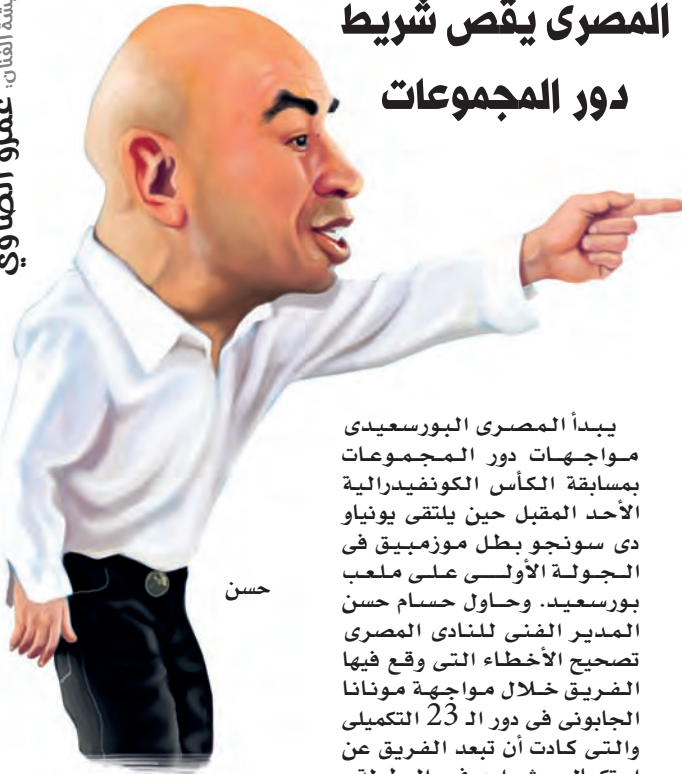 المصرى يقص شريط
دور المجموعات
عمرو الصاوي
حسن
يبدأ المصرى البورسعيدى
مواجهات دور المجموعات
بمسابقة الكأس الكونفيدرالية
الأحد المقبل حين يلتقى يونياو
دى سونجو بطل موزمبيق فى
الجولة الأولى على ملعب
بورسعيد. وحاول حسام حسن
المدير الفنى للنادى المصرى
تصحيح الأخطاء التى وقع فيها
الفريق خلال مواجهة مونانا
الجابونى فى دور الـ 23 التكميلى
والتى كادت أن تبعد الفريق عن